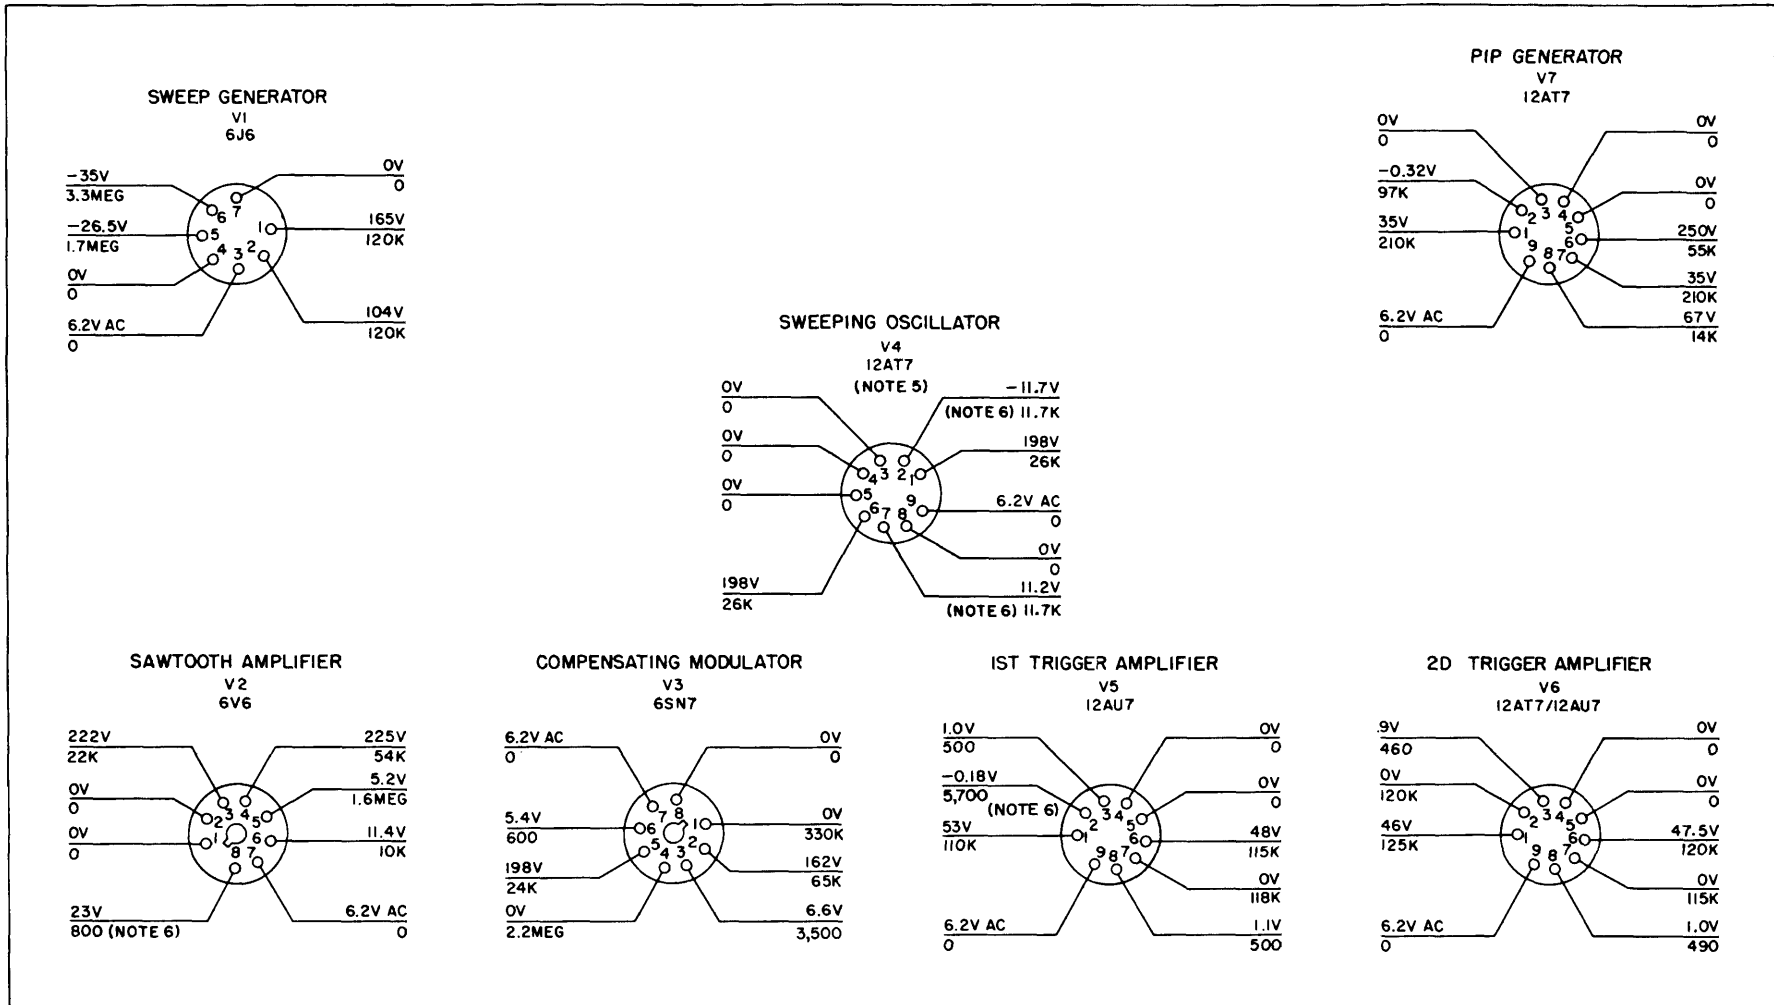 SWEEP GENERATOR
V1
6J6
-35V
3.3MEG
-26.5V
1.7MEG
0V
0
6.2V AC
0
0V
0
165V
120K
104V
120K
6
7
5
1
4
3
2
PIP GENERATOR
V7
12AT7
0V
0
-0.32V
97K
35V
210K
6.2V AC
0
0V
0
0V
0
250V
55K
35V
210K
67V
14K
2
3
4
5
1
6
9
8
7
SWEEPING OSCILLATOR
V4
12AT7
(NOTE 5)
0V
0
0V
0
0V
0
198V
26K
-11.7V
(NOTE 6) 11.7K
198V
26K
6.2V AC
0
0V
0
11.2V
(NOTE 6) 11.7K
4
3
2
1
5
9
6
7
8
SAWTOOTH AMPLIFIER
V2
6V6
222V
22K
0V
0
0V
0
23V
800 (NOTE 6)
225V
54K
5.2V
1.6MEG
11.4V
10K
6.2V AC
0
2
3
4
5
1
6
8
7
COMPENSATING MODULATOR
V3
6SN7
6.2V AC
0
5.4V
600
198V
24K
0V
2.2MEG
0V
0
0V
330K
162V
65K
6.6V
3,500
7
8
6
1
5
2
4
3
1ST TRIGGER AMPLIFIER
V5
12AU7
1.0V
500
-0.18V
5,700 (NOTE 6)
53V
110K
6.2V AC
0
0V
0
0V
0
48V
115K
0V
118K
1.1V
500
2
3
4
5
1
6
9
8
7
2D TRIGGER AMPLIFIER
V6
12AT7/12AU7
.9V
460
0V
120K
46V
125K
6.2V AC
0
0V
0
0V
0
47.5V
120K
0V
115K
1.0V
490
2
3
4
5
1
6
9
8
7